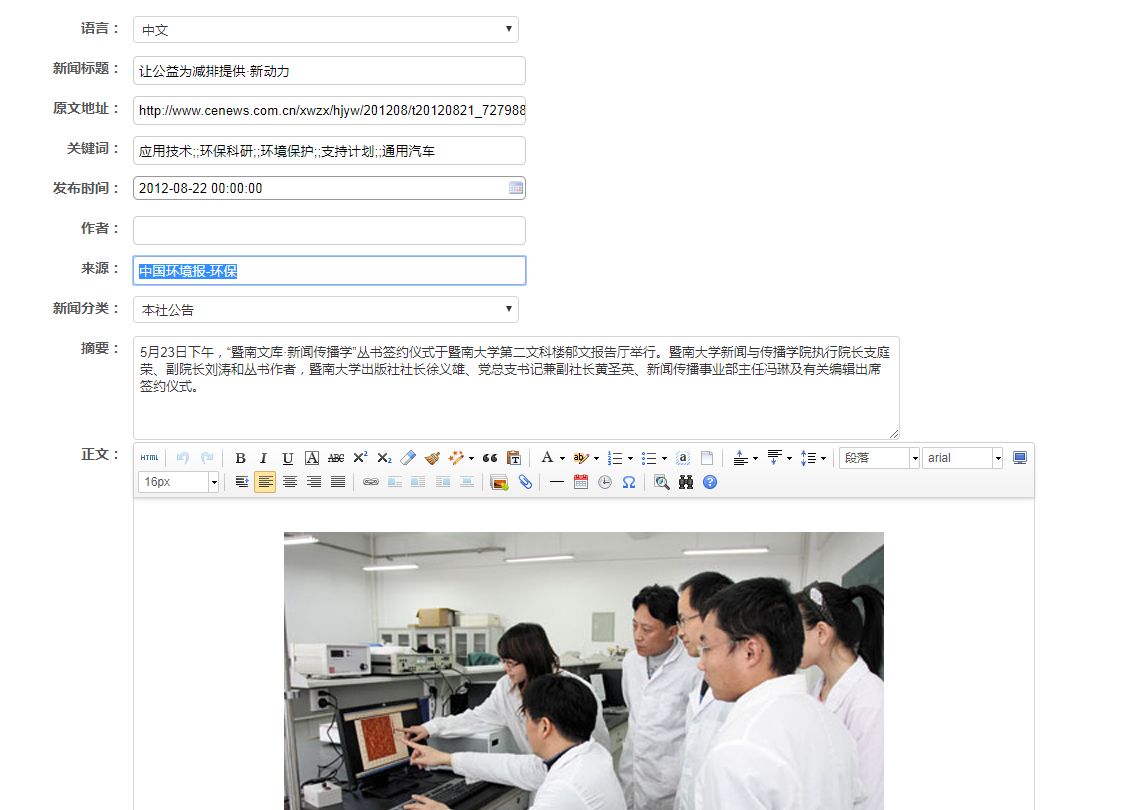 语言： 中文
新闻标题： 让公益为减排提供·新动力
原文地址： http://www.cenews.com.cn/xwzx/hjyw/201208/t20120821_727988
关键词： 应用技术;;环保科研;;环境保护;;支持计划;;通用汽车
发布时间： 2012-08-22 00:00:00
作者：
来源： 中国环境报-环保
新闻分类： 本社公告
摘要： 5月23日下午，“暨南文库·新闻传播学”丛书签约仪式于暨南大学第二文科楼郁文报告厅举行。暨南大学新闻与传播学院执行院长支庭
荣、副院长刘涛和丛书作者，暨南大学出版社社长徐义雄、党总支书记兼副社长黄圣英、新闻传播事业部主任冯琳及有关编辑出席
签约仪式。
正文： HTML B I U A ABC X² X₂ A ab a 段落 arial
16px